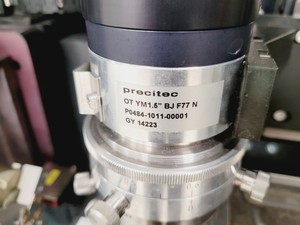 precitec
OT YM1.5" BJ F77 N
P0484-1011-00001
GY 14223